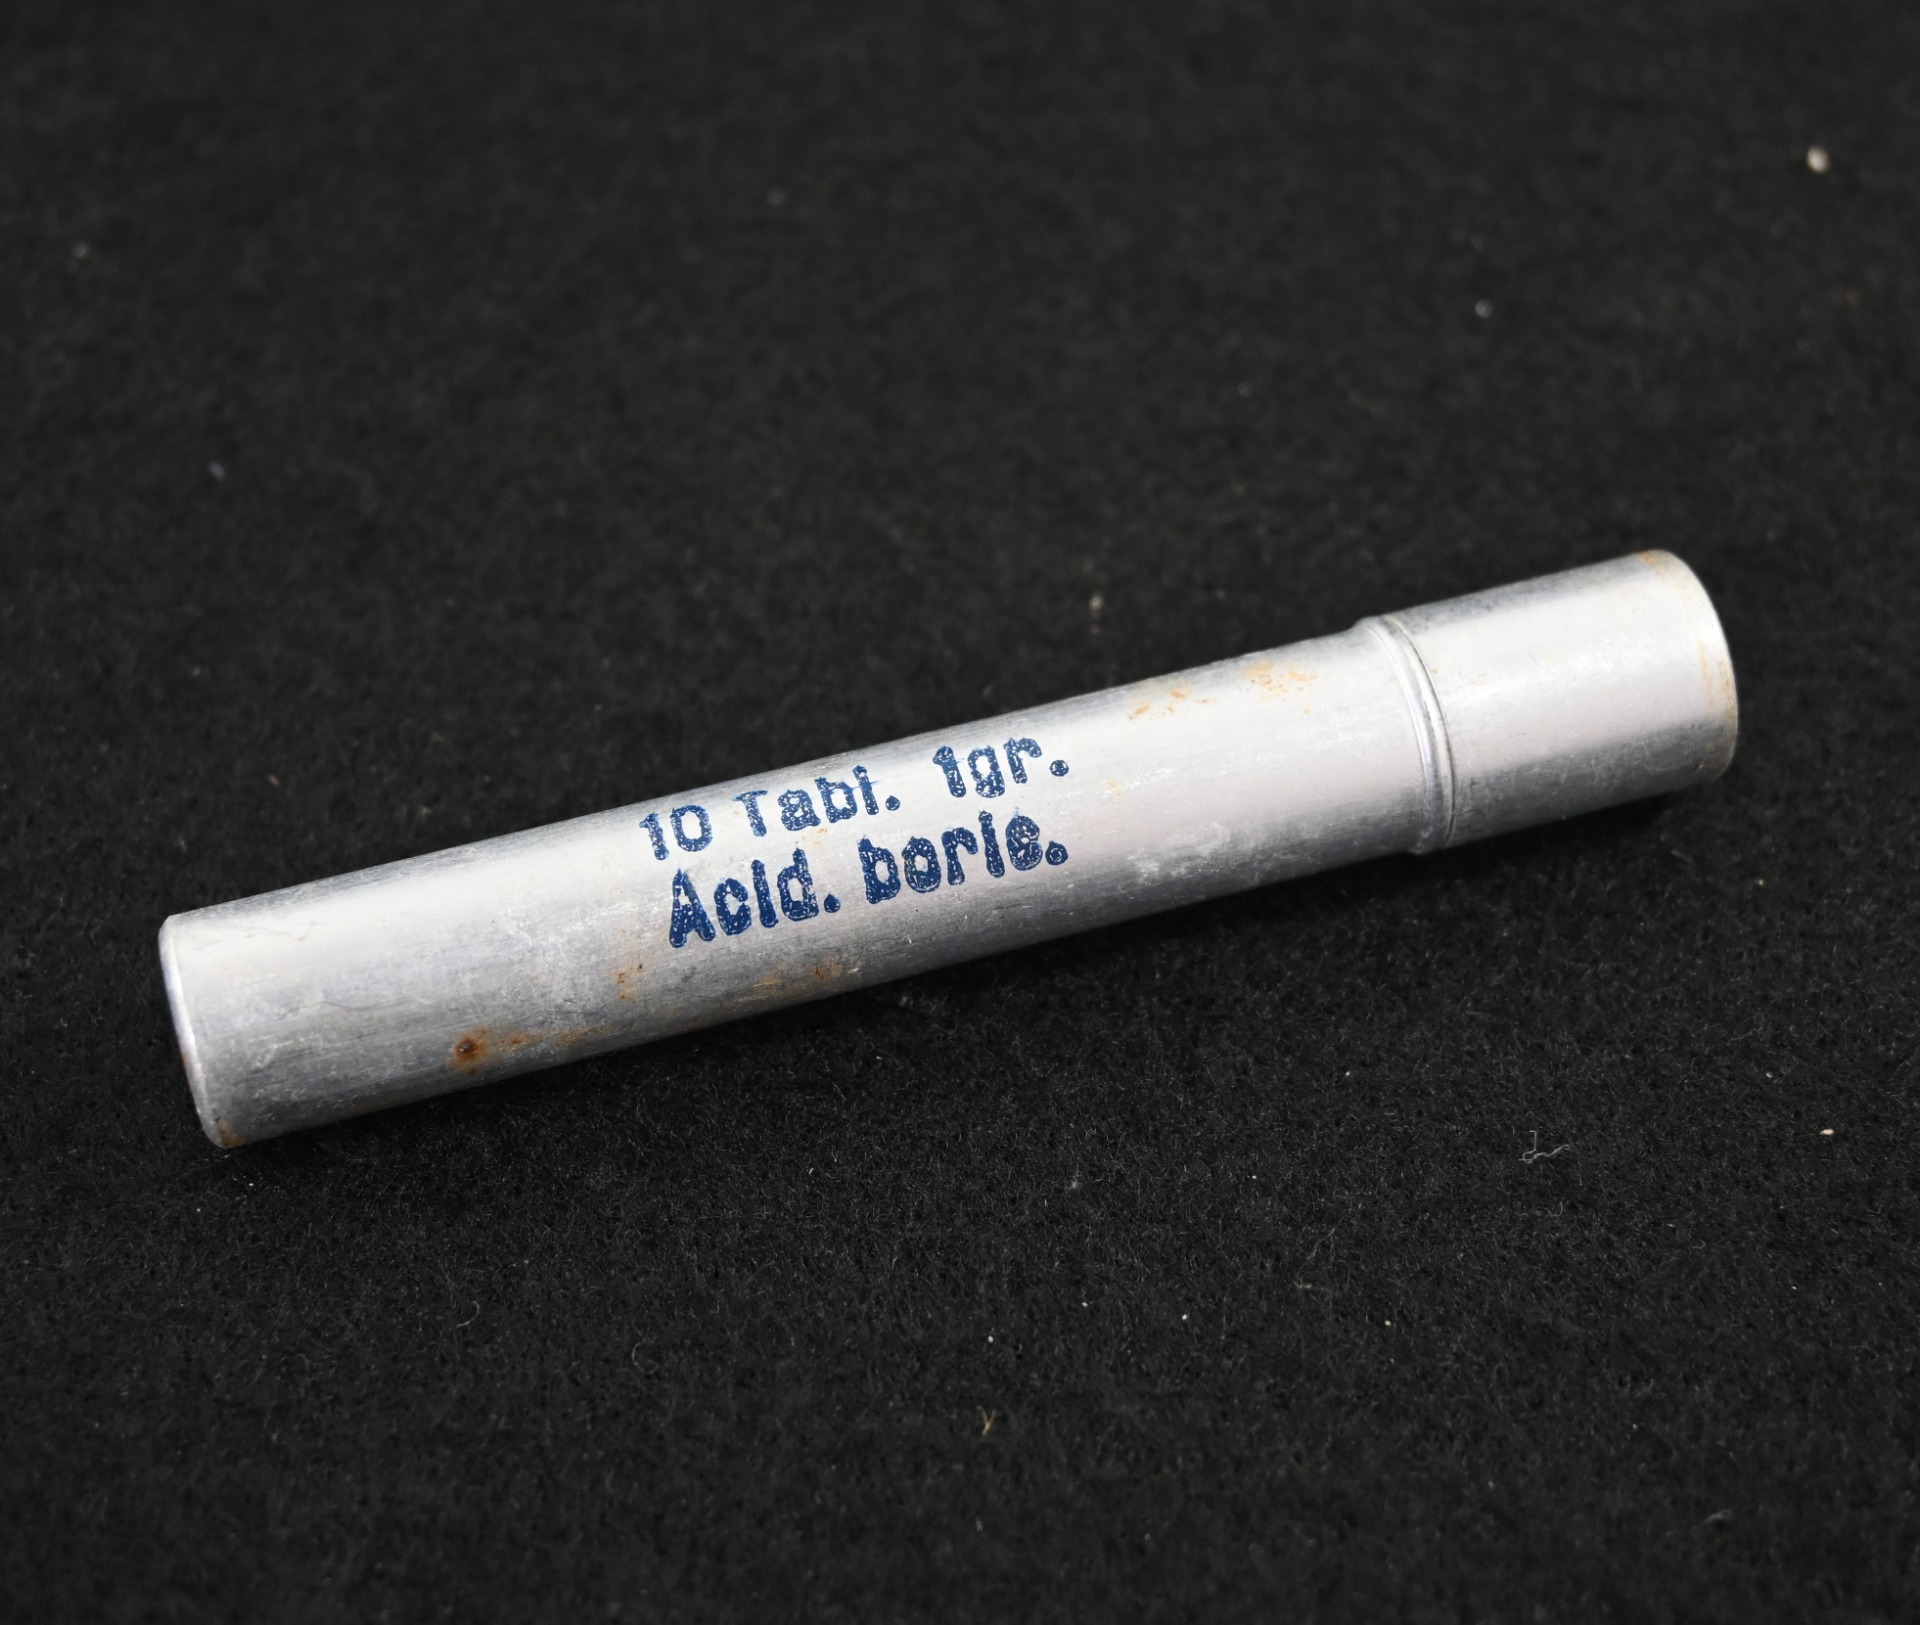 10 Tabl. 1gr.
Acid. boric.